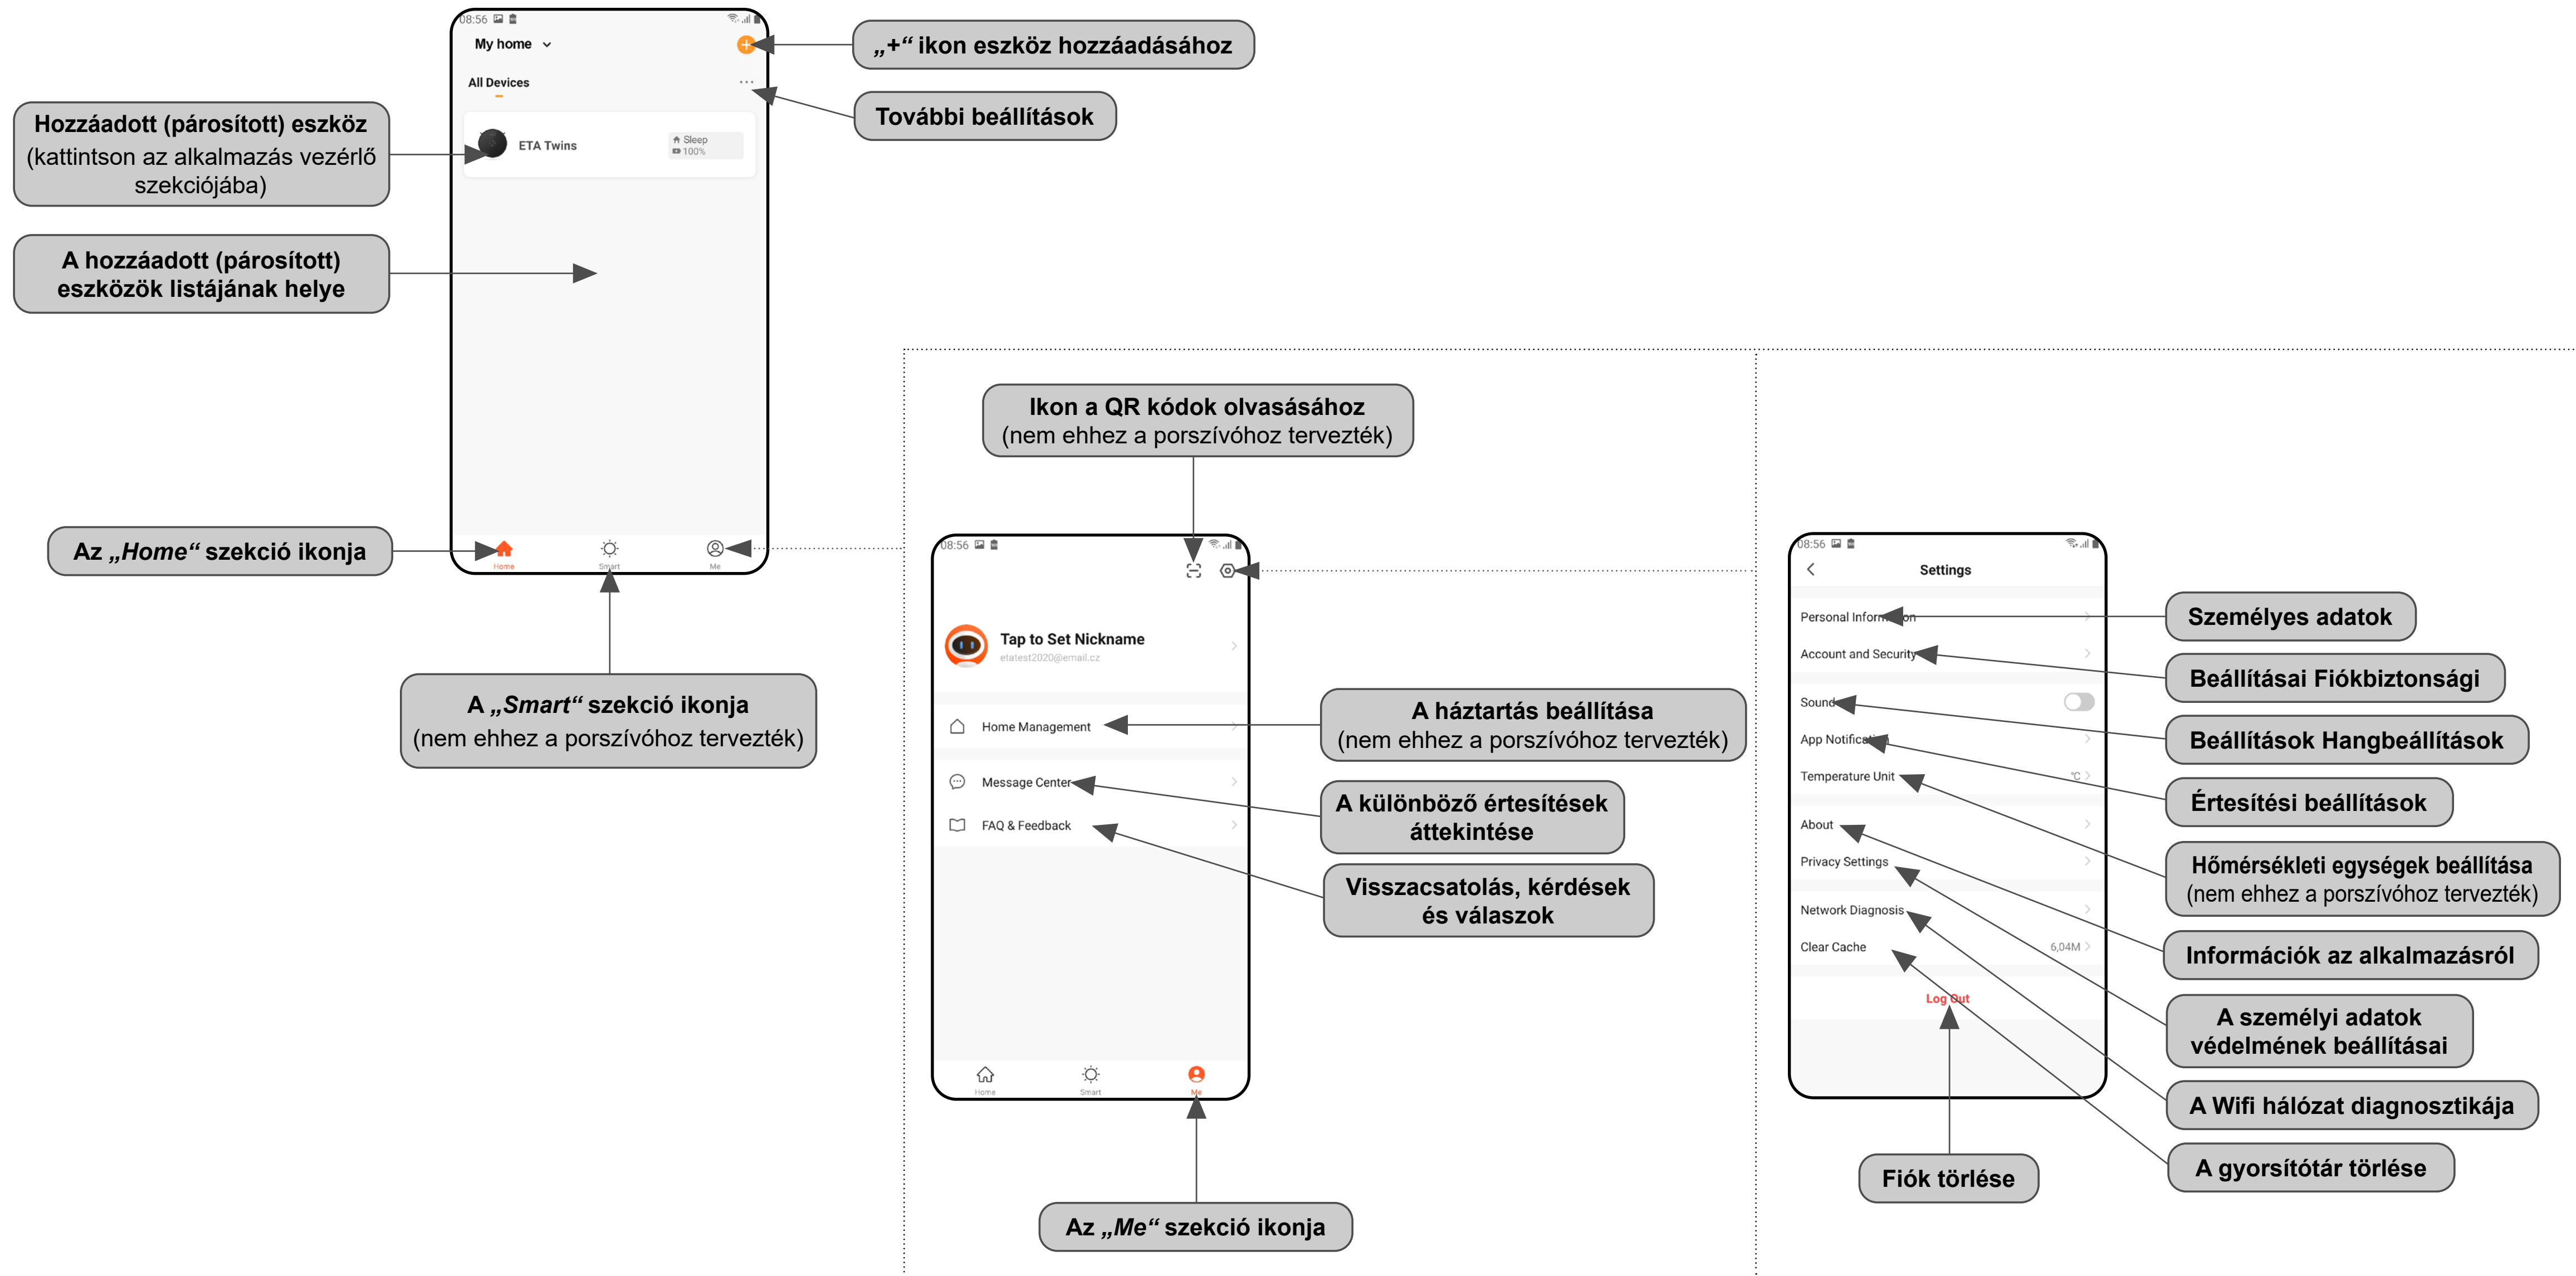 08:56
My home
„+“ ikon eszköz hozzáadásához
All Devices
További beállítások
Hozzáadott (párosított) eszköz
(kattintson az alkalmazás vezérlő
szekciójába)
ETA Twins
Sleep
100%
A hozzáadott (párosított)
eszközök listájának helye
Az „Home“ szekció ikonja
Home
Smart
Me
A „Smart“ szekció ikonja
(nem ehhez a porszívóhoz tervezték)
Ikon a QR kódok olvasásához
(nem ehhez a porszívóhoz tervezték)
08:56
Tap to Set Nickname
etatest2020@email.cz
Home Management
A háztartás beállítása
(nem ehhez a porszívóhoz tervezték)
Message Center
A különböző értesítések
áttekintése
FAQ & Feedback
Visszacsatolás, kérdések
és válaszok
Home
Smart
Me
Az „Me“ szekció ikonja
08:56
Settings
Personal Information
Személyes adatok
Account and Security
Beállításai Fiókbiztonsági
Sound
Beállítások Hangbeállítások
App Notification
Értesítési beállítások
Temperature Unit
°C
Hőmérsékleti egységek beállítása
(nem ehhez a porszívóhoz tervezték)
About
Információk az alkalmazásról
Privacy Settings
A személyi adatok
védelmének beállításai
Network Diagnosis
A Wifi hálózat diagnosztikája
Clear Cache
6,04M
A gyorsítótár törlése
Log Out
Fiók törlése